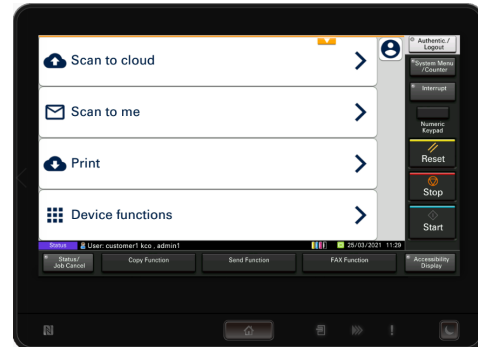 Scan to cloud
Scan to me
Print
Device functions
Authentic./
Logout
System Menu
/Counter
Interrupt
Numeric
Keypad
Reset
Stop
Start
Status User: customer1 kco , admin1 25/03/2021 11:29
Status/
Job Cancel
Copy Function
Send Function
FAX Function
Accessibility
Display